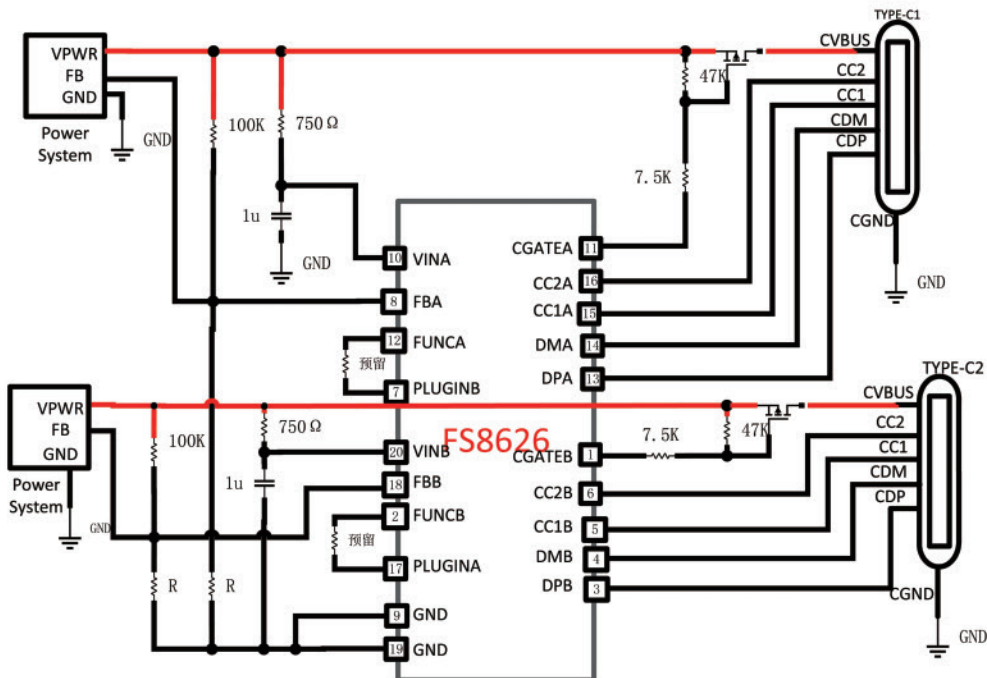 TYPE-C1
VPWR
FB
GND
Power
System
GND
100K
750Ω
1u
GND
47K
7.5K
CVBUS
CC2
CC1
CDM
CDP
CGND
GND
10 VINA
8 FBA
12 FUNCA
预留
7 PLUGINB
CGATEA 11
CC2A 16
CC1A 15
DMA 14
DPA 13
FS8626
VPWR
FB
GND
Power
System
GND
100K
750Ω
1u
R
R
20 VINB
18 FBB
2 FUNCB
预留
17 PLUGINA
9 GND
19 GND
CGATEB 1
CC2B 6
CC1B 5
DMB 4
DPB 3
7.5K
47K
TYPE-C2
CVBUS
CC2
CC1
CDM
CDP
CGND
GND